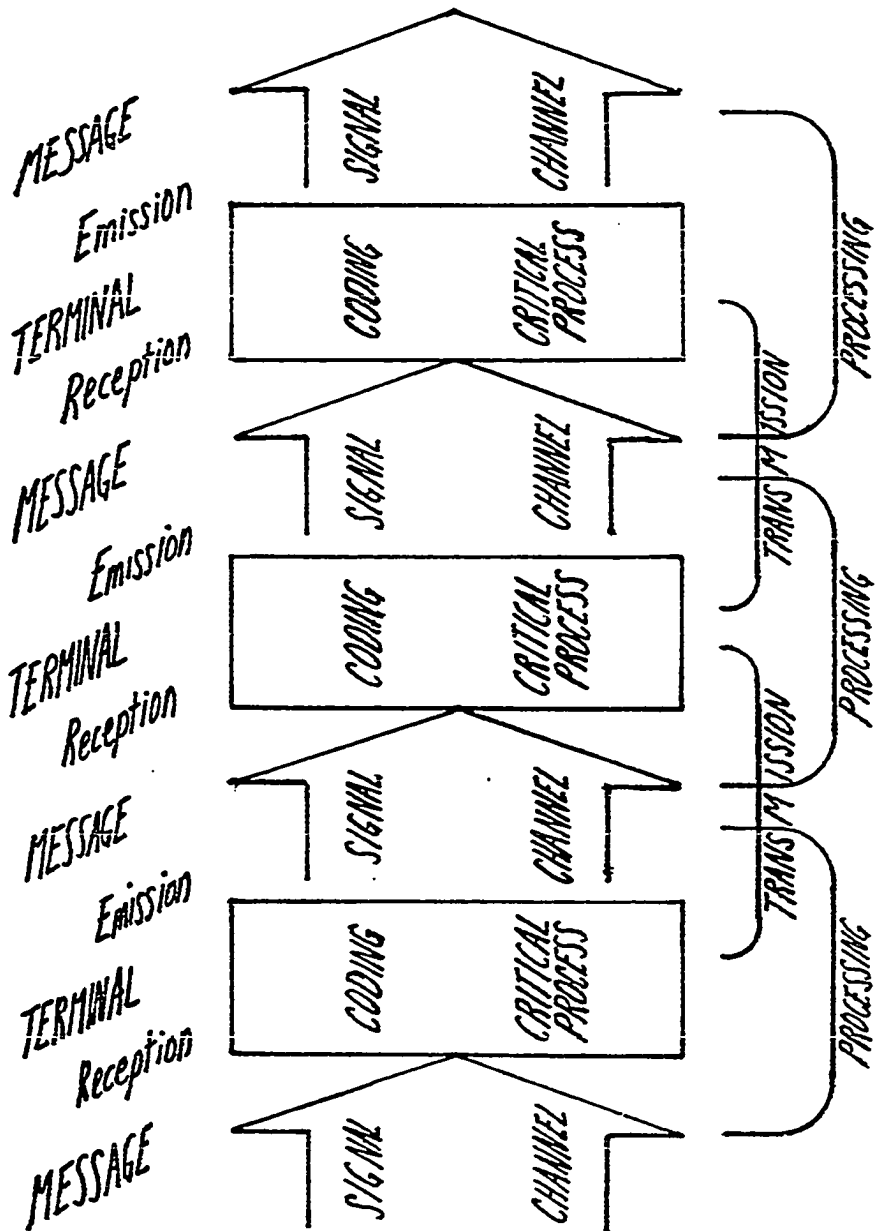 MESSAGE TERMINAL MESSAGE TERMINAL MESSAGE TERMINAL MESSAGE
Reception Emission Reception Emission Reception Emission
SIGNAL CODING SIGNAL CODING SIGNAL CODING SIGNAL
CHANNEL CRITICAL CHANNEL CRITICAL CHANNEL CRITICAL CHANNEL
PROCESS PROCESS PROCESS
TRANSMISSION TRANSMISSION
PROCESSING PROCESSING PROCESSING